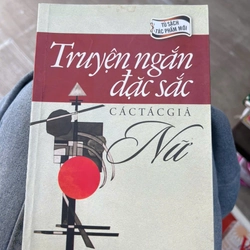 TỦ SÁCH
TÁC PHẨM MỚI
Truyện ngắn
đặc sắc
CÁC TÁC GIẢ
Nữ